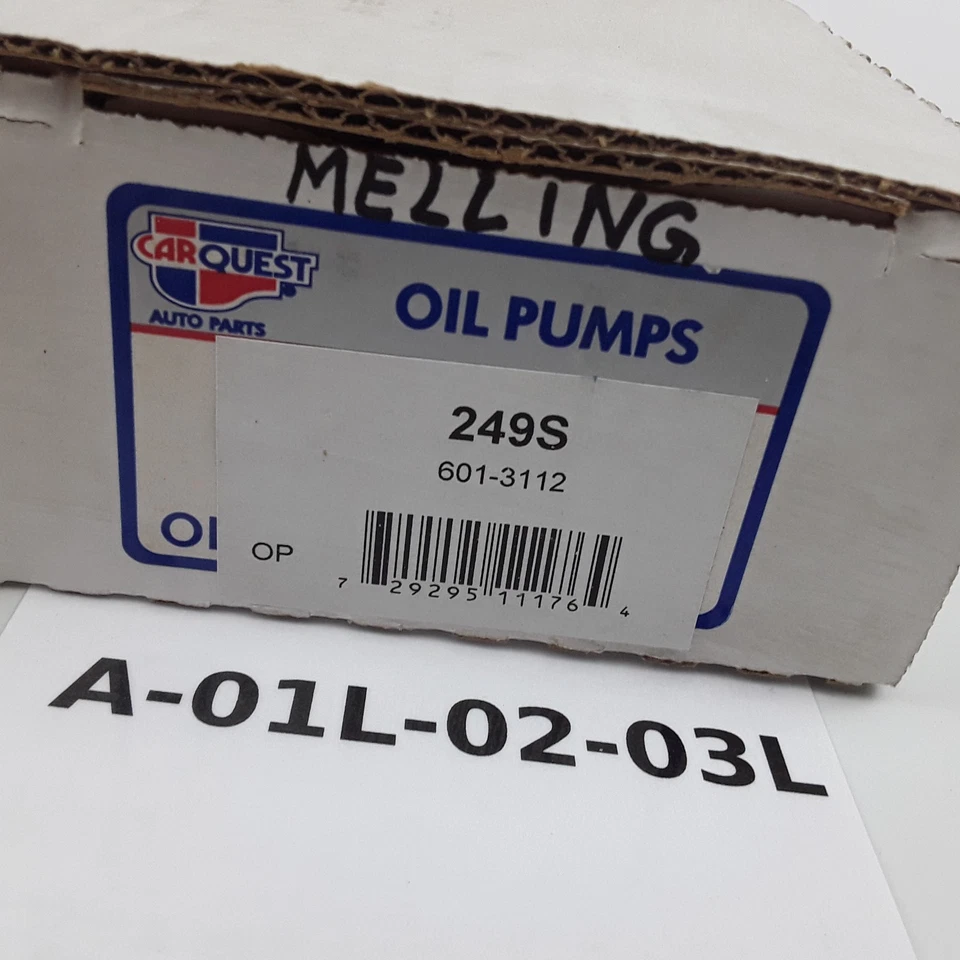 MELLING
CARQUEST
AUTO PARTS
OIL PUMPS
249S
601-3112
OI
OP
7 29295 11176 4
A-01L-02-03L